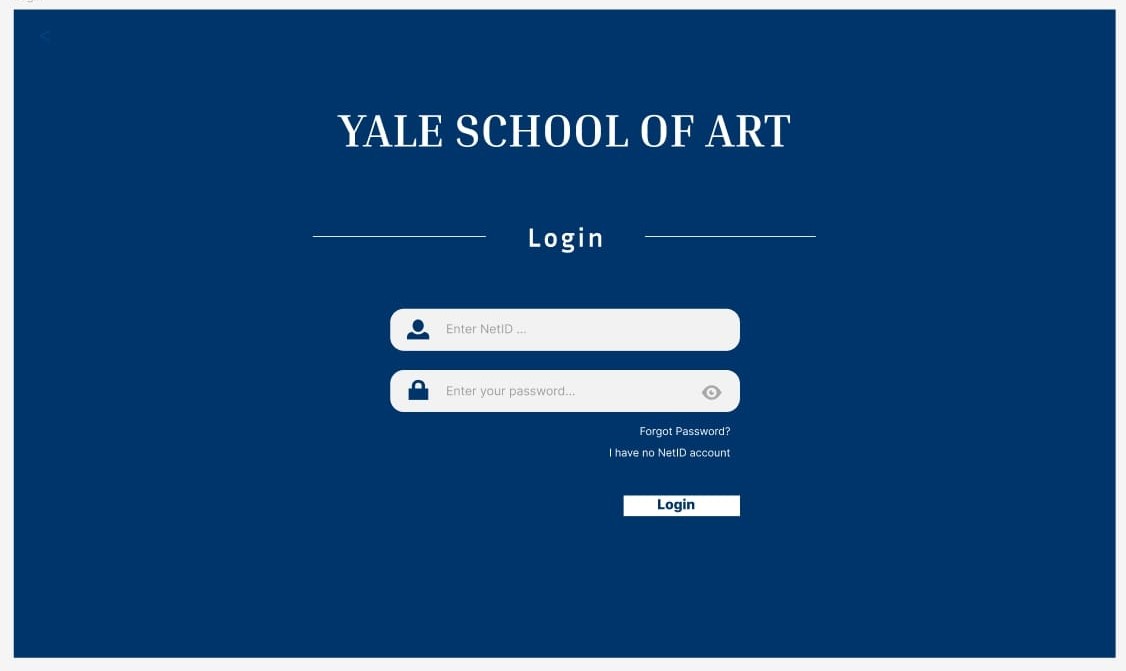 <
YALE SCHOOL OF ART
Login
Enter NetID ...
Enter your password...
Forgot Password?
I have no NetID account
Login